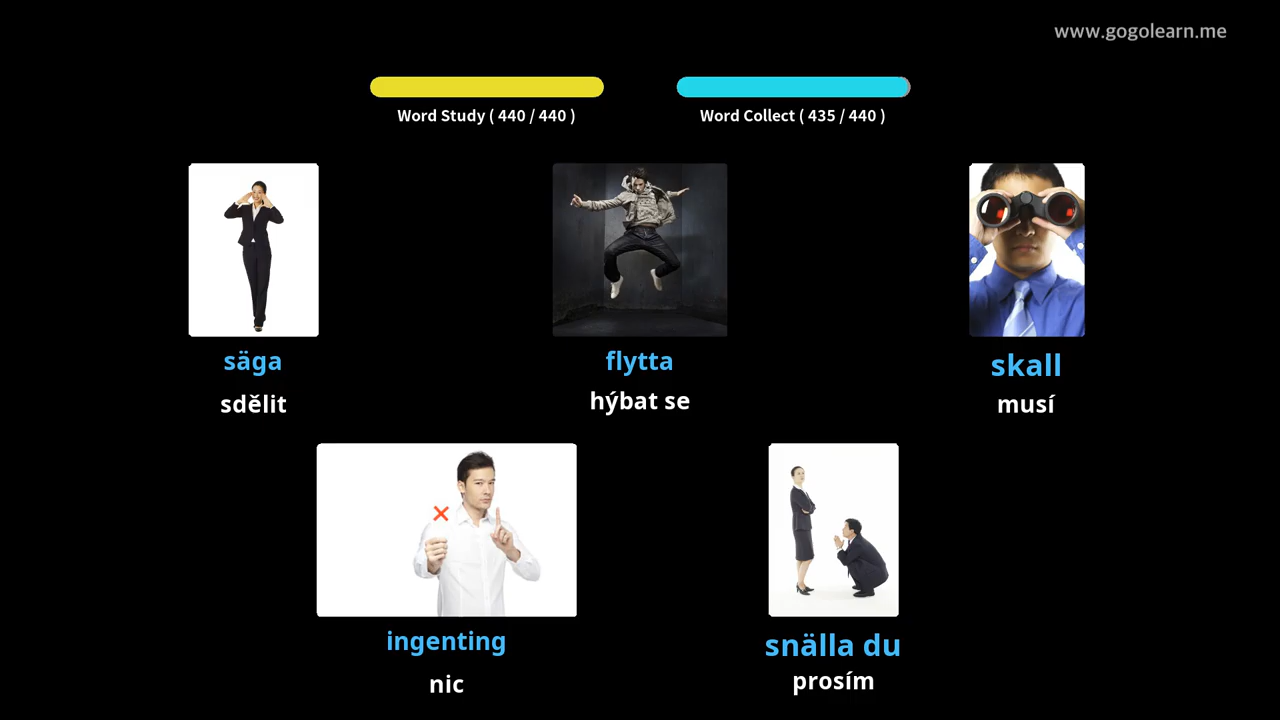 www.gogolearn.me
Word Study ( 440 / 440 )
Word Collect ( 435 / 440 )
säga
sdělit
flytta
hýbat se
skall
musí
ingenting
nic
snälla du
prosím